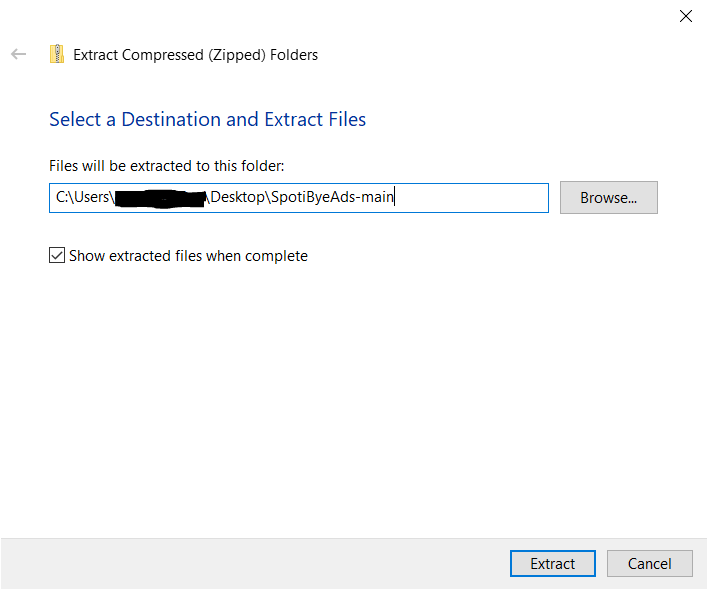 Extract Compressed (Zipped) Folders
Select a Destination and Extract Files
Files will be extracted to this folder:
C:\Users\ \Desktop\SpotiByeAds-main
Browse...
Show extracted files when complete
Extract
Cancel